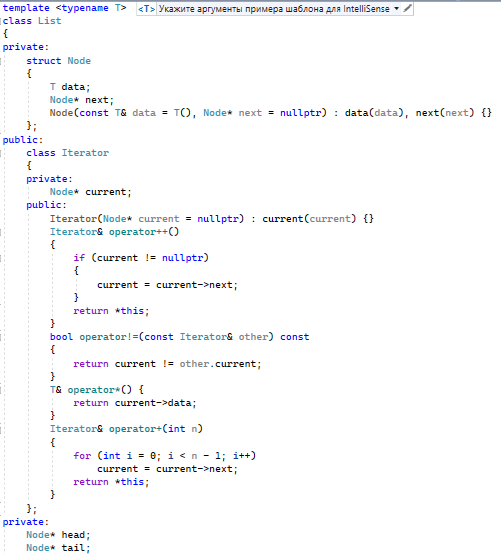 template <typename T> <T> Укажите аргументы примера шаблона для IntelliSense
class List
{
private:
    struct Node
    {
        T data;
        Node* next;
        Node(const T& data = T(), Node* next = nullptr) : data(data), next(next) {}
    };
public:
    class Iterator
    {
    private:
        Node* current;
    public:
        Iterator(Node* current = nullptr) : current(current) {}
        Iterator& operator++()
        {
            if (current != nullptr)
            {
                current = current->next;
            }
            return *this;
        }
        bool operator!=(const Iterator& other) const
        {
            return current != other.current;
        }
        T& operator*() {
            return current->data;
        }
        Iterator& operator+(int n)
        {
            for (int i = 0; i < n - 1; i++)
                current = current->next;
            return *this;
        }
    };
private:
    Node* head;
    Node* tail;